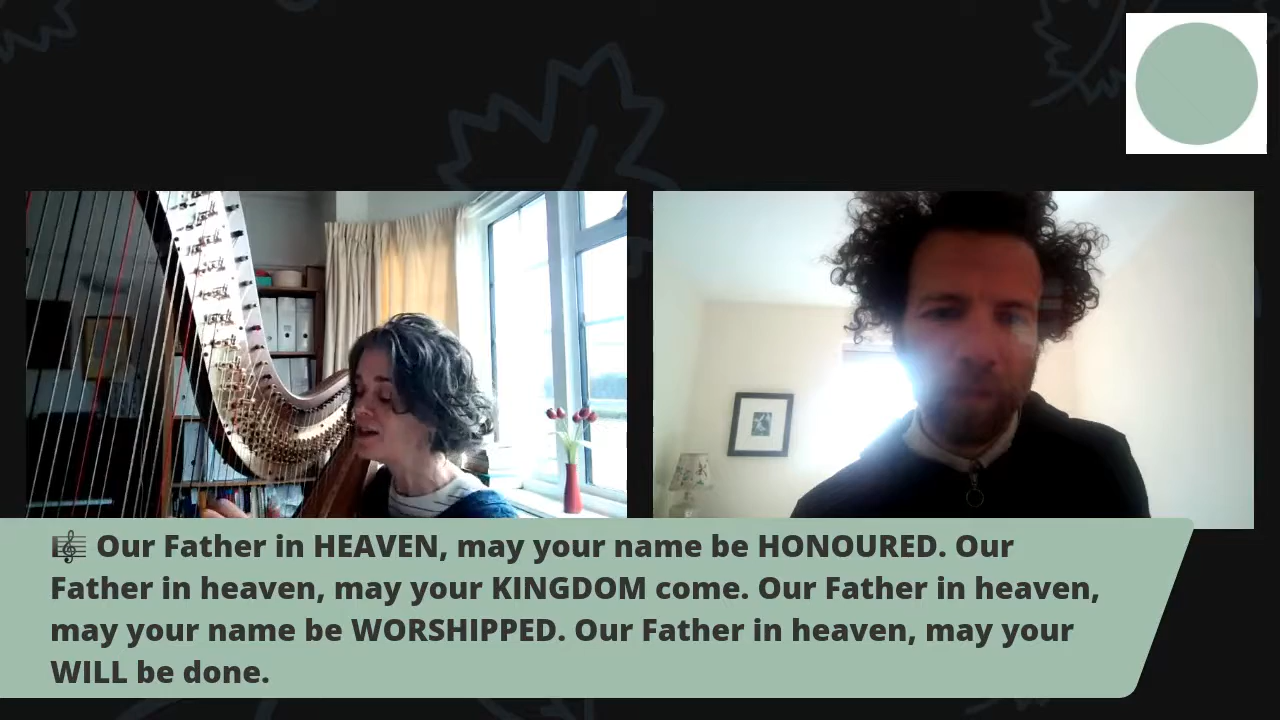 🎼 Our Father in HEAVEN, may your name be HONOURED. Our
Father in heaven, may your KINGDOM come. Our Father in heaven,
may your name be WORSHIPPED. Our Father in heaven, may your
WILL be done.